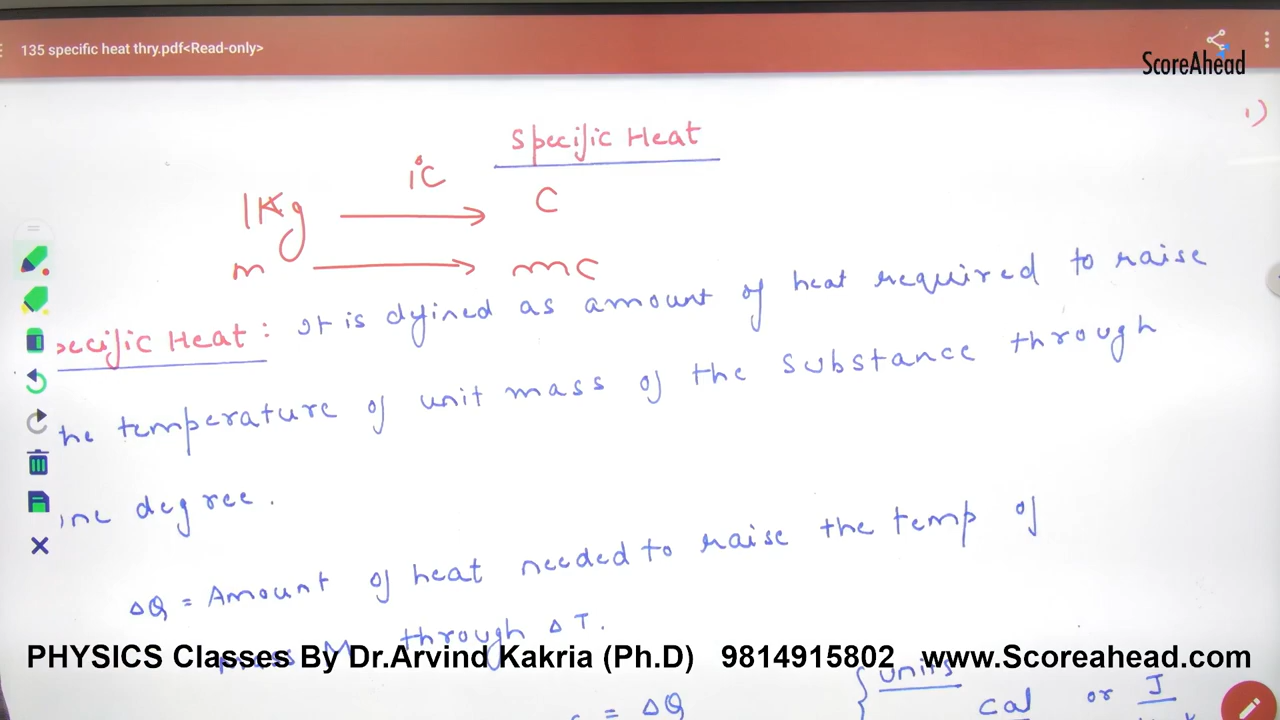 135 specific heat thry.pdf<Read-only>
ScoreAhead
1)
Specific Heat
1°C
1Kg → C
m → mc
pecific Heat : It is defined as amount of heat required to raise
he temperature of unit mass of the substance through
ne degree.
ΔQ = Amount of heat needed to raise the temp of
mass M through ΔT.
PHYSICS Classes By Dr.Arvind Kakria (Ph.D) 9814915802 www.Scoreahead.com
= ΔQ
units
cal or J